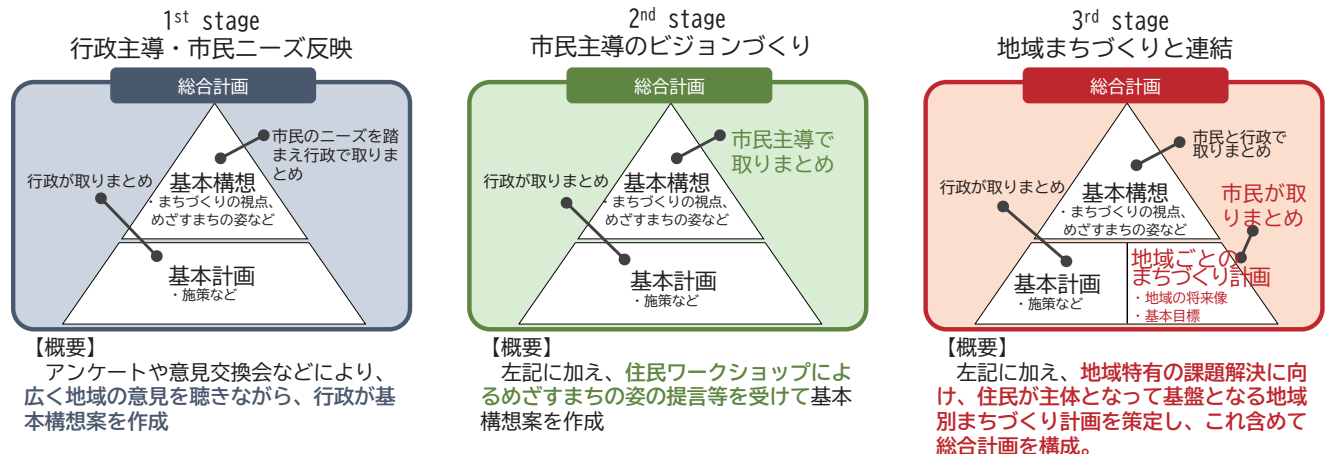 1st stage
行政主導・市民ニーズ反映
総合計画
市民のニーズを踏
まえ行政で取りま
とめ
行政が取りまとめ
基本構想
・まちづくりの視点、
めざすまちの姿など
基本計画
・施策など
【概要】
アンケートや意見交換会などにより、
広く地域の意見を聴きながら、行政が基
本構想案を作成
2nd stage
市民主導のビジョンづくり
総合計画
市民主導で
取りまとめ
行政が取りまとめ
基本構想
・まちづくりの視点、
めざすまちの姿など
基本計画
・施策など
【概要】
左記に加え、住民ワークショップによ
るめざすまちの姿の提言等を受けて基本
構想案を作成
3rd stage
地域まちづくりと連結
総合計画
市民と行政で
取りまとめ
行政が取りまとめ
基本構想
・まちづくりの視点、
めざすまちの姿など
市民が取
りまとめ
基本計画
・施策など
地域ごとの
まちづくり計画
・地域の将来像
・基本目標
【概要】
左記に加え、地域特有の課題解決に向
け、住民が主体となって基盤となる地域
別まちづくり計画を策定し、これ含めて
総合計画を構成。